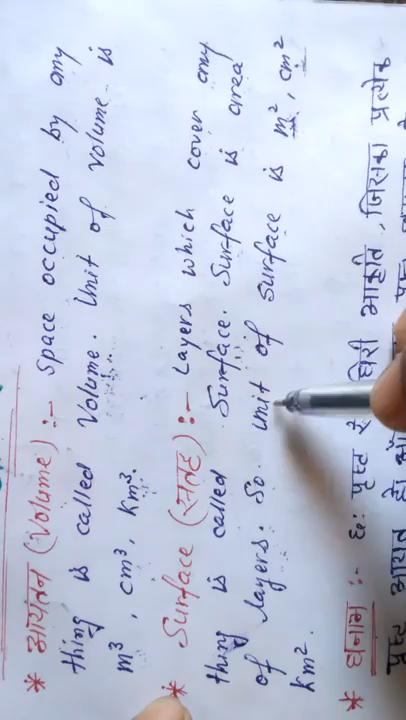 * आयतन (Volume) :- Space occupied by any
thing is called Volume. Unit of volume is
m³, cm³, km³.
* Surface (सतह) :- Layers which cover any
thing is called Surface. Surface is area
of layers. So unit of Surface is m², cm²
km².
* घनाभ :- छः पृष्ठ से घिरी आकृति, जिसका प्रत्येक
पृष्ठ आयत हो